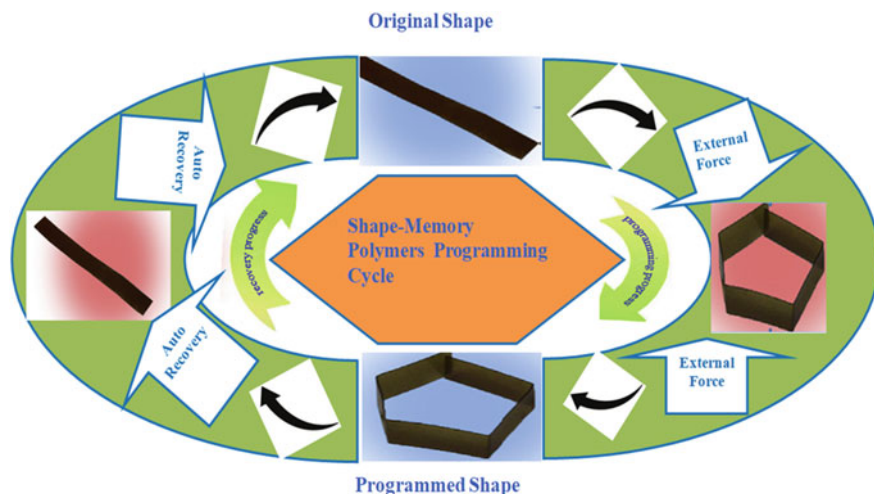 Original Shape
Auto
Recovery
External
Force
recovery progress
Shape-Memory
Polymers Programming
Cycle
programming progress
Auto
Recovery
External
Force
Programmed Shape